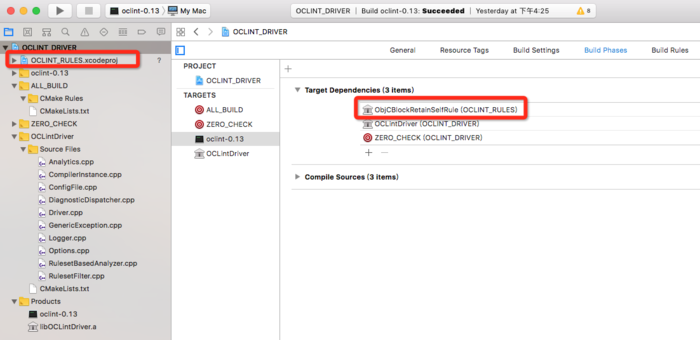 oclint-0.13 〉 My Mac
OCLINT_DRIVER | Build oclint-0.13: Succeeded | Yesterday at 下午4:25
8
OCLINT_DRIVER
OCLINT_RULES.xcodeproj
?
oclint-0.13
ALL_BUILD
CMake Rules
CMakeLists.txt
ZERO_CHECK
OCLintDriver
Source Files
Analytics.cpp
CompilerInstance.cpp
ConfigFile.cpp
DiagnosticDispatcher.cpp
Driver.cpp
GenericException.cpp
Logger.cpp
Options.cpp
RulesetBasedAnalyzer.cpp
RulesetFilter.cpp
CMakeLists.txt
Products
oclint-0.13
libOCLintDriver.a
OCLINT_DRIVER
General Resource Tags Build Settings Build Phases Build Rules
PROJECT
OCLINT_DRIVER
TARGETS
ALL_BUILD
ZERO_CHECK
oclint-0.13
OCLintDriver
Target Dependencies (3 items)
ObjCBlockRetainSelfRule (OCLINT_RULES)
OCLintDriver (OCLINT_DRIVER)
ZERO_CHECK (OCLINT_DRIVER)
Compile Sources (3 items)